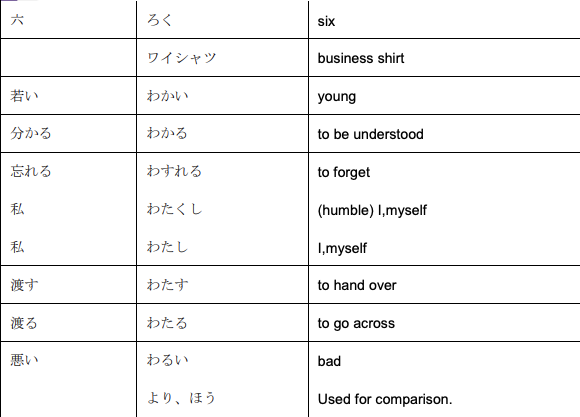 六 ろく six
ワイシャツ business shirt
若い わかい young
分かる わかる to be understood
忘れる わすれる to forget
私 わたくし (humble) I,myself
私 わたし I,myself
渡す わたす to hand over
渡る わたる to go across
悪い わるい bad
より、ほう Used for comparison.